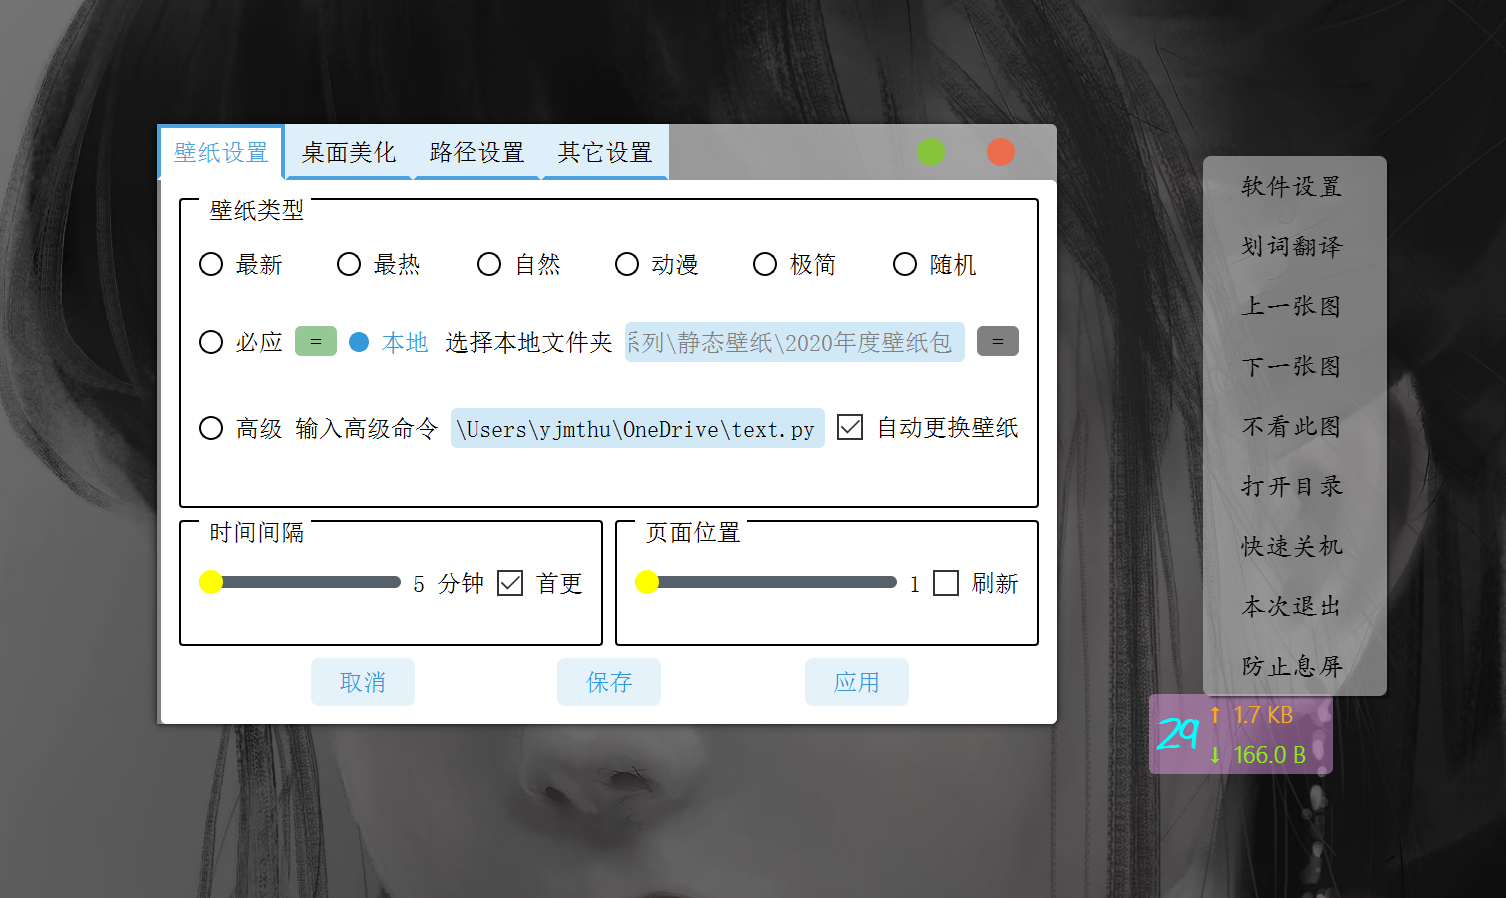 壁纸设置 桌面美化 路径设置 其它设置
壁纸类型
最新 最热 自然 动漫 极简 随机
必应 = 本地 选择本地文件夹 系列\静态壁纸\2020年度壁纸包 =
高级 输入高级命令 \Users\yjmthu\OneDrive\text.py 自动更换壁纸
时间间隔
5 分钟 首更
页面位置
1 刷新
取消 保存 应用
软件设置
划词翻译
上一张图
下一张图
不看此图
打开目录
快速关机
本次退出
防止息屏
29
↑ 1.7 KB
↓ 166.0 B